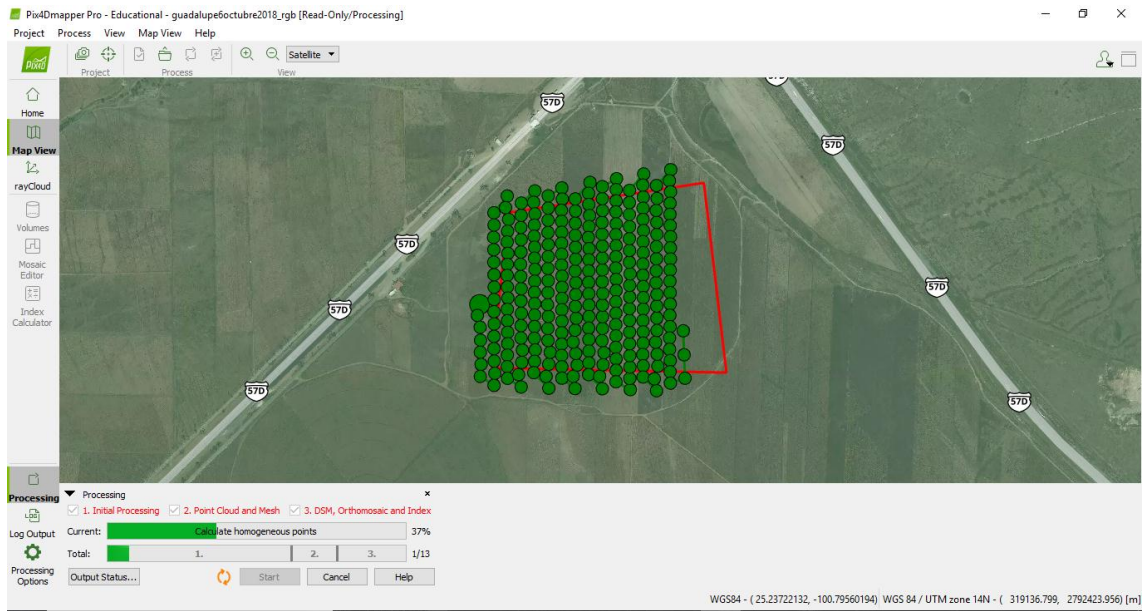 Pix4Dmapper Pro - Educational - guadalupe6octubre2018_rgb [Read-Only/Processing]
Project Process View Map View Help
PIX4D
Satellite
Project Process View
Home
Map View
rayCloud
Volumes
Mosaic
Editor
Index
Calculator
57D
57D
57D
57D
57D
57D
57D
Processing
Log Output
Processing
Options
Processing
1. Initial Processing 2. Point Cloud and Mesh 3. DSM, Orthomosaic and Index
Current: Calculate homogeneous points 37%
Total: 1. 2. 3. 1/13
Output Status... Start Cancel Help
WGS84 - ( 25.23722132, -100.79560194) WGS 84 / UTM zone 14N - ( 319136.799, 2792423.956) [m]